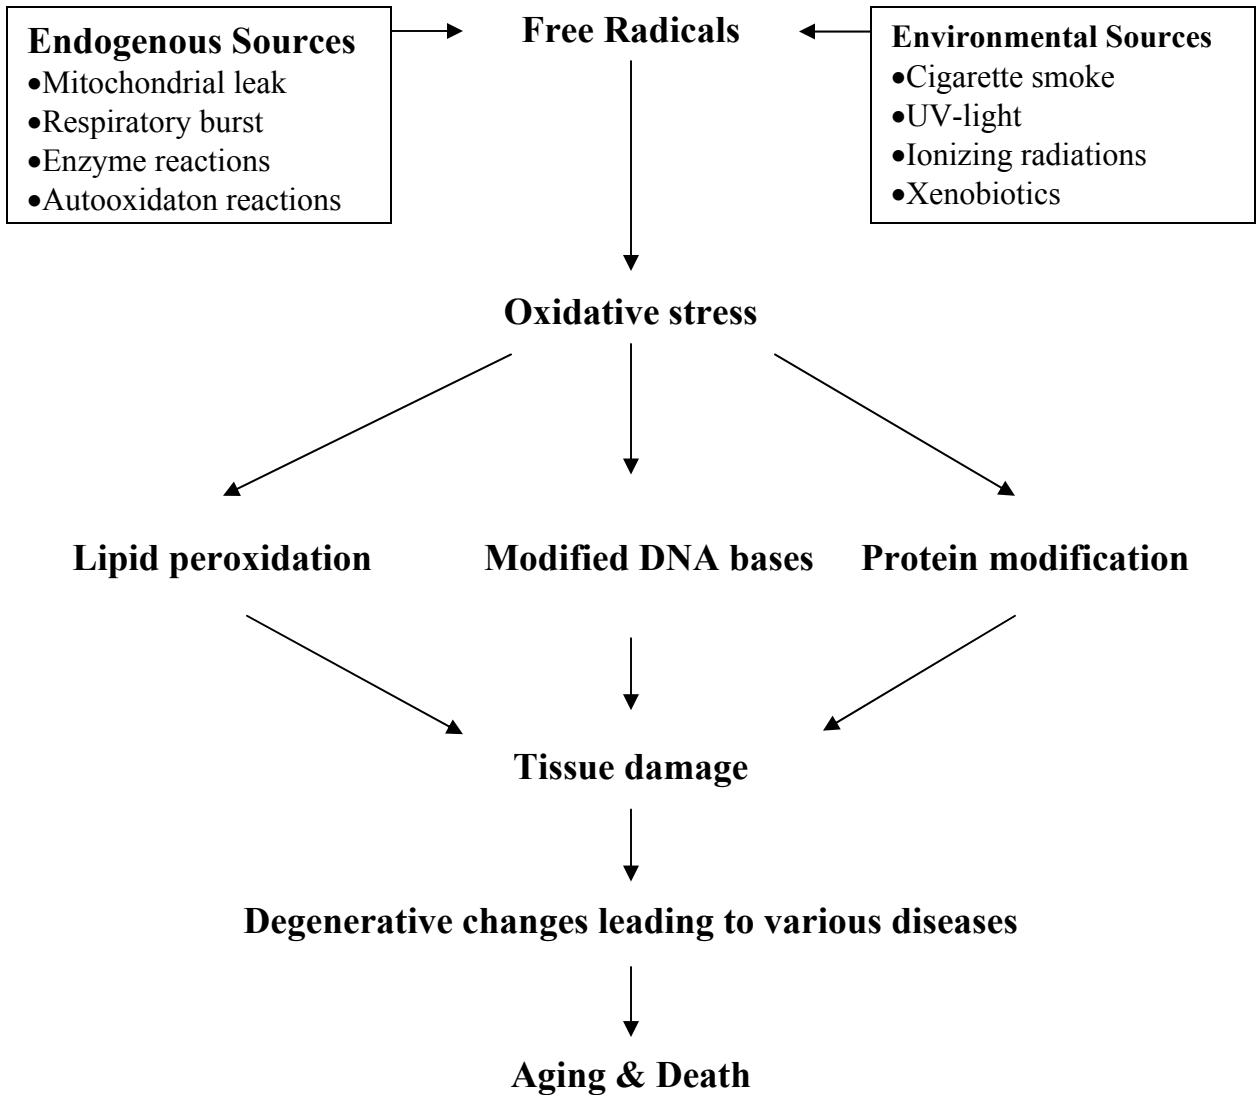 Endogenous Sources
•Mitochondrial leak
•Respiratory burst
•Enzyme reactions
•Autooxidaton reactions
Free Radicals
Environmental Sources
•Cigarette smoke
•UV-light
•Ionizing radiations
•Xenobiotics
Oxidative stress
Lipid peroxidation
Modified DNA bases
Protein modification
Tissue damage
Degenerative changes leading to various diseases
Aging & Death